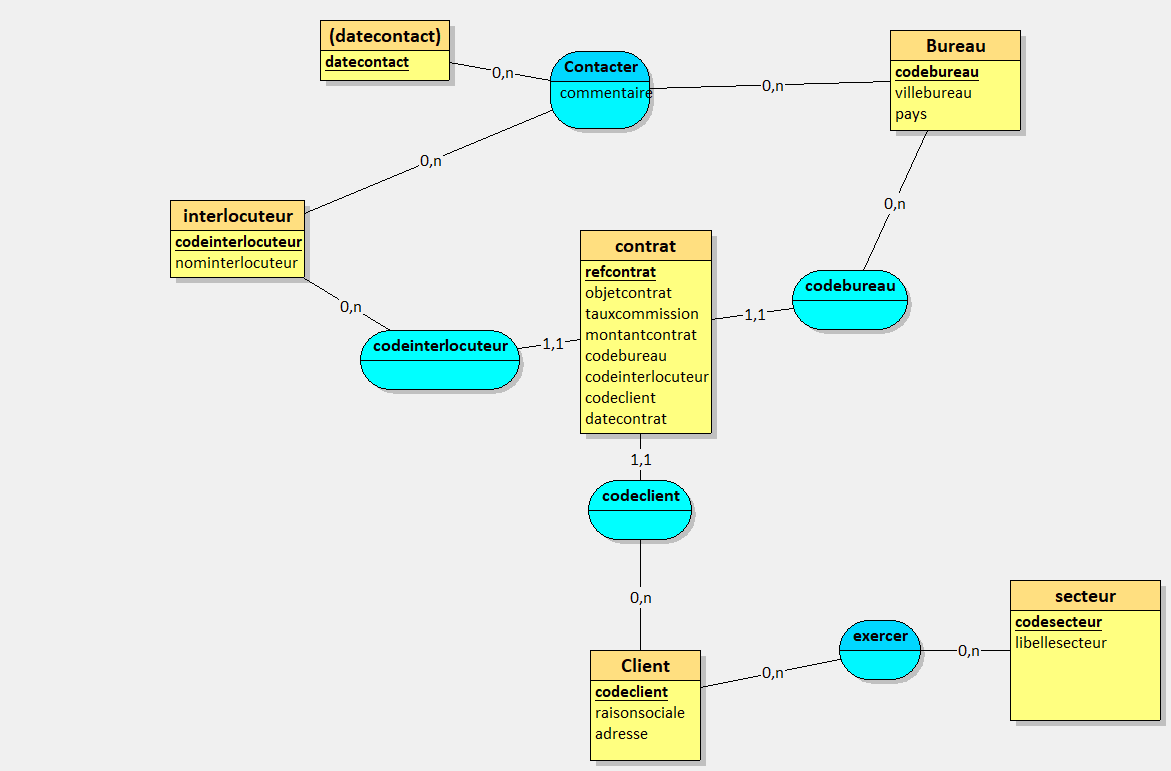 (datecontact)
datecontact
0,n
Contacter
commentaire
0,n
Bureau
codebureau
villebureau
pays
0,n
0,n
interlocuteur
codeinterlocuteur
nominterlocuteur
contrat
refcontrat
objetcontrat
tauxcommission
montantcontrat
codebureau
codeinterlocuteur
codeclient
datecontrat
codebureau
1,1
0,n
codeinterlocuteur
1,1
1,1
codeclient
0,n
Client
codeclient
raisonsociale
adresse
0,n
exercer
0,n
secteur
codesecteur
libellesecteur